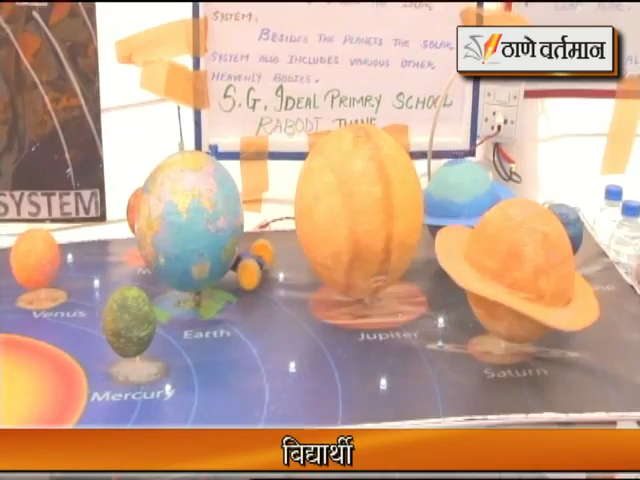 SYSTEM.
BESIDES THE PLANETS THE SOLAR
SYSTEM ALSO INCLUDES VARIOUS OTHER
HEAVENLY BODIES.
S.G. IDEAL PRIMRY SCHOOL
RABODI THANE
ठाणे वर्तमान
SYSTEM
Venus
Earth
Jupiter
Mercury
Saturn
विद्यार्थी